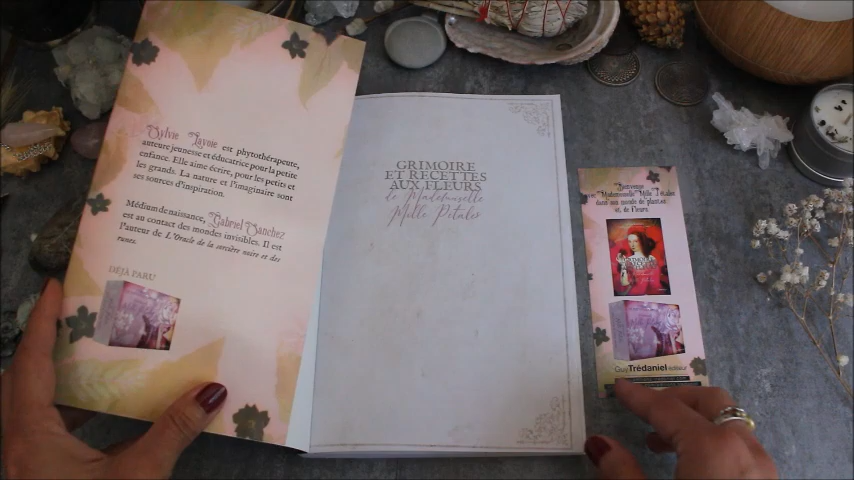 Sylvie Layme est phytothérapeute,
auteure jeunesse et éducatrice pour la petite
enfance. Elle aime écrire, pour les petits et
les grands. La nature et l'imaginaire sont
ses sources d'inspiration.
Médium de naissance, Gabriel Sanchez
est au contact des mondes invisibles. Il est
l'auteur de L'Oracle de la sorcière noire et des
runes.
DÉJÀ PARU
GRIMOIRE
ET RECETTES
AUX FLEURS
de Mademoiselle
Mille Pétales
Bienvenue
Mademoiselle Mille Pétales
dans son monde de plantes
et de fleurs
Guy Trédaniel éditeur